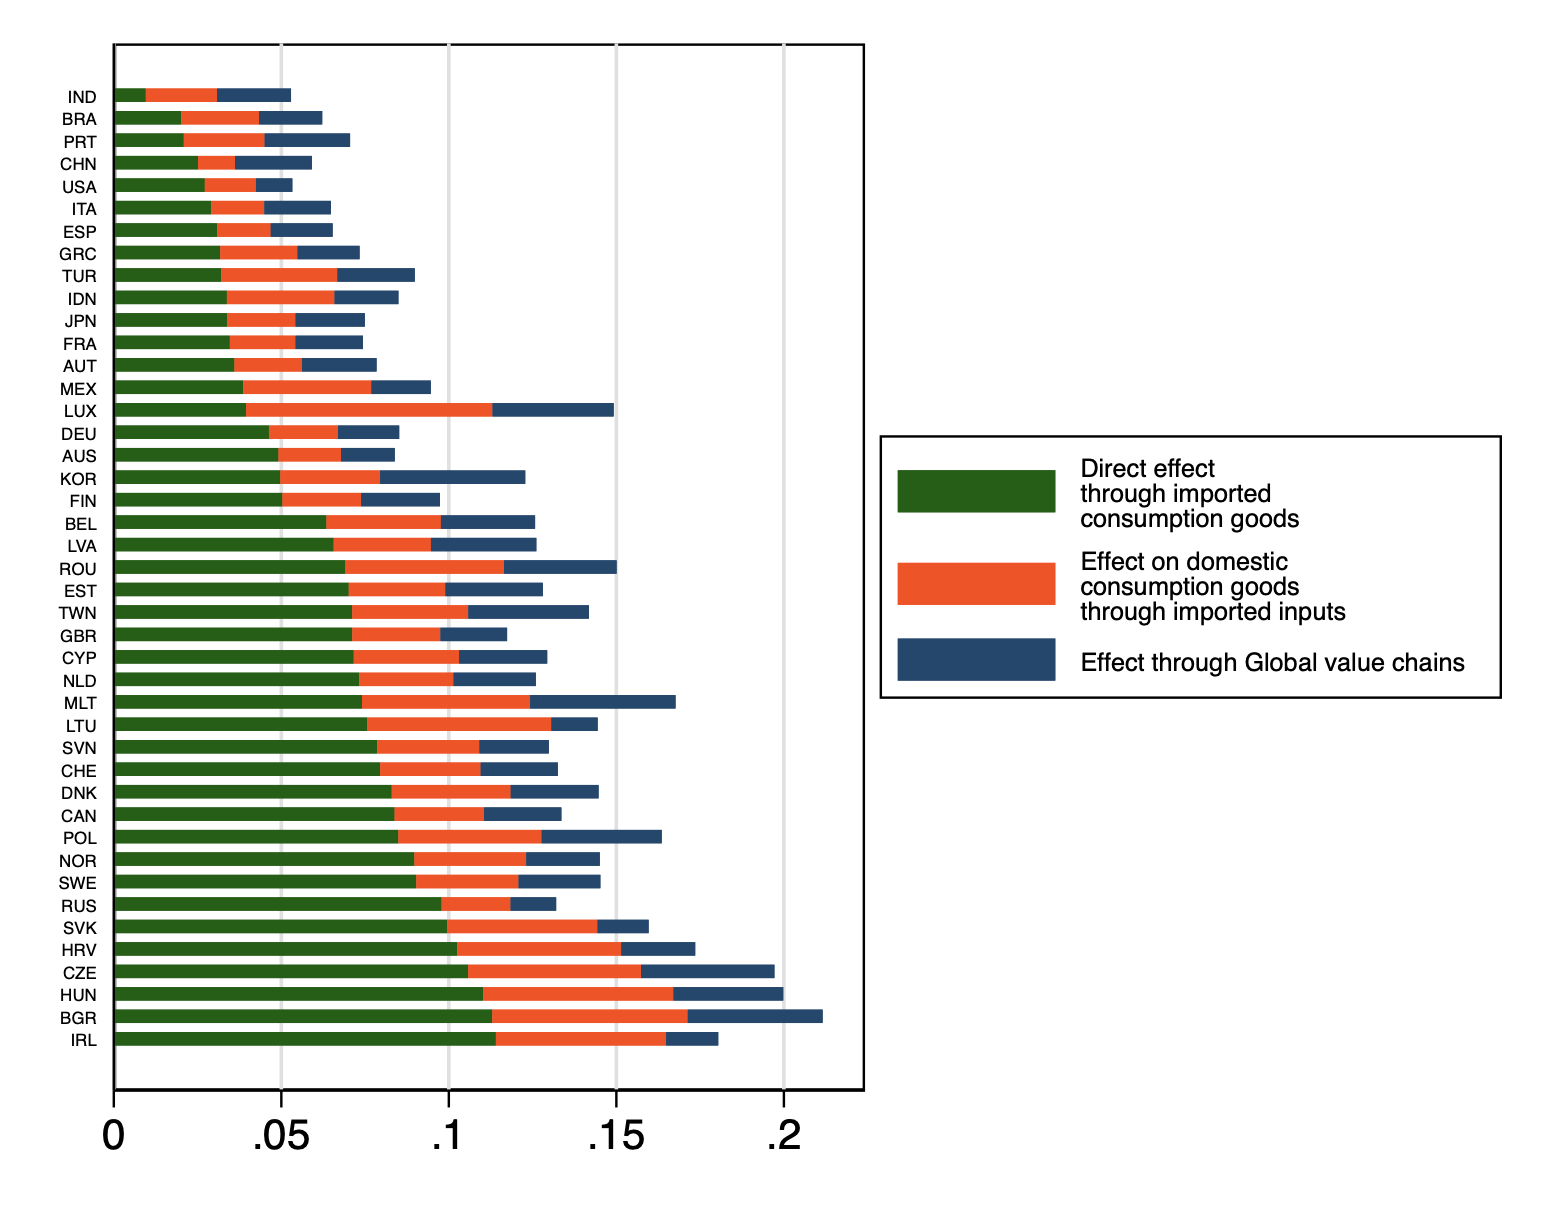 IND
BRA
PRT
CHN
USA
ITA
ESP
GRC
TUR
IDN
JPN
FRA
AUT
MEX
LUX
DEU
AUS
KOR
FIN
BEL
LVA
ROU
EST
TWN
GBR
CYP
NLD
MLT
LTU
SVN
CHE
DNK
CAN
POL
NOR
SWE
RUS
SVK
HRV
CZE
HUN
BGR
IRL
0 .05 .1 .15 .2
Direct effect
through imported
consumption goods
Effect on domestic
consumption goods
through imported inputs
Effect through Global value chains